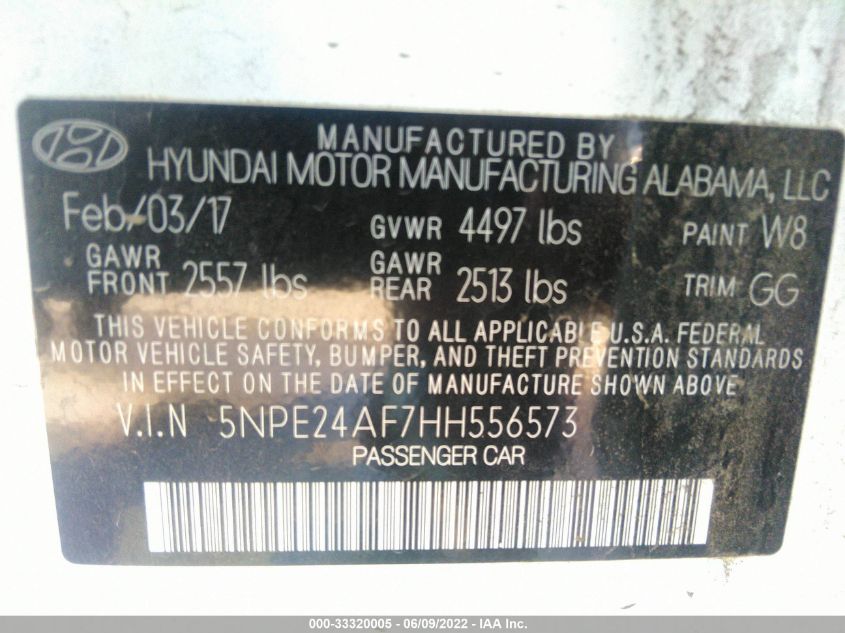 MANUFACTURED BY
HYUNDAI MOTOR MANUFACTURING ALABAMA, LLC
Feb/03/17 GVWR 4497 lbs PAINT W8
GAWR FRONT 2557 lbs GAWR REAR 2513 lbs TRIM GG
THIS VEHICLE CONFORMS TO ALL APPLICABLE U.S.A. FEDERAL
MOTOR VEHICLE SAFETY, BUMPER, AND THEFT PREVENTION STANDARDS
IN EFFECT ON THE DATE OF MANUFACTURE SHOWN ABOVE
V.I.N 5NPE24AF7HH556573
PASSENGER CAR
000-33320005 - 06/09/2022 - IAA Inc.